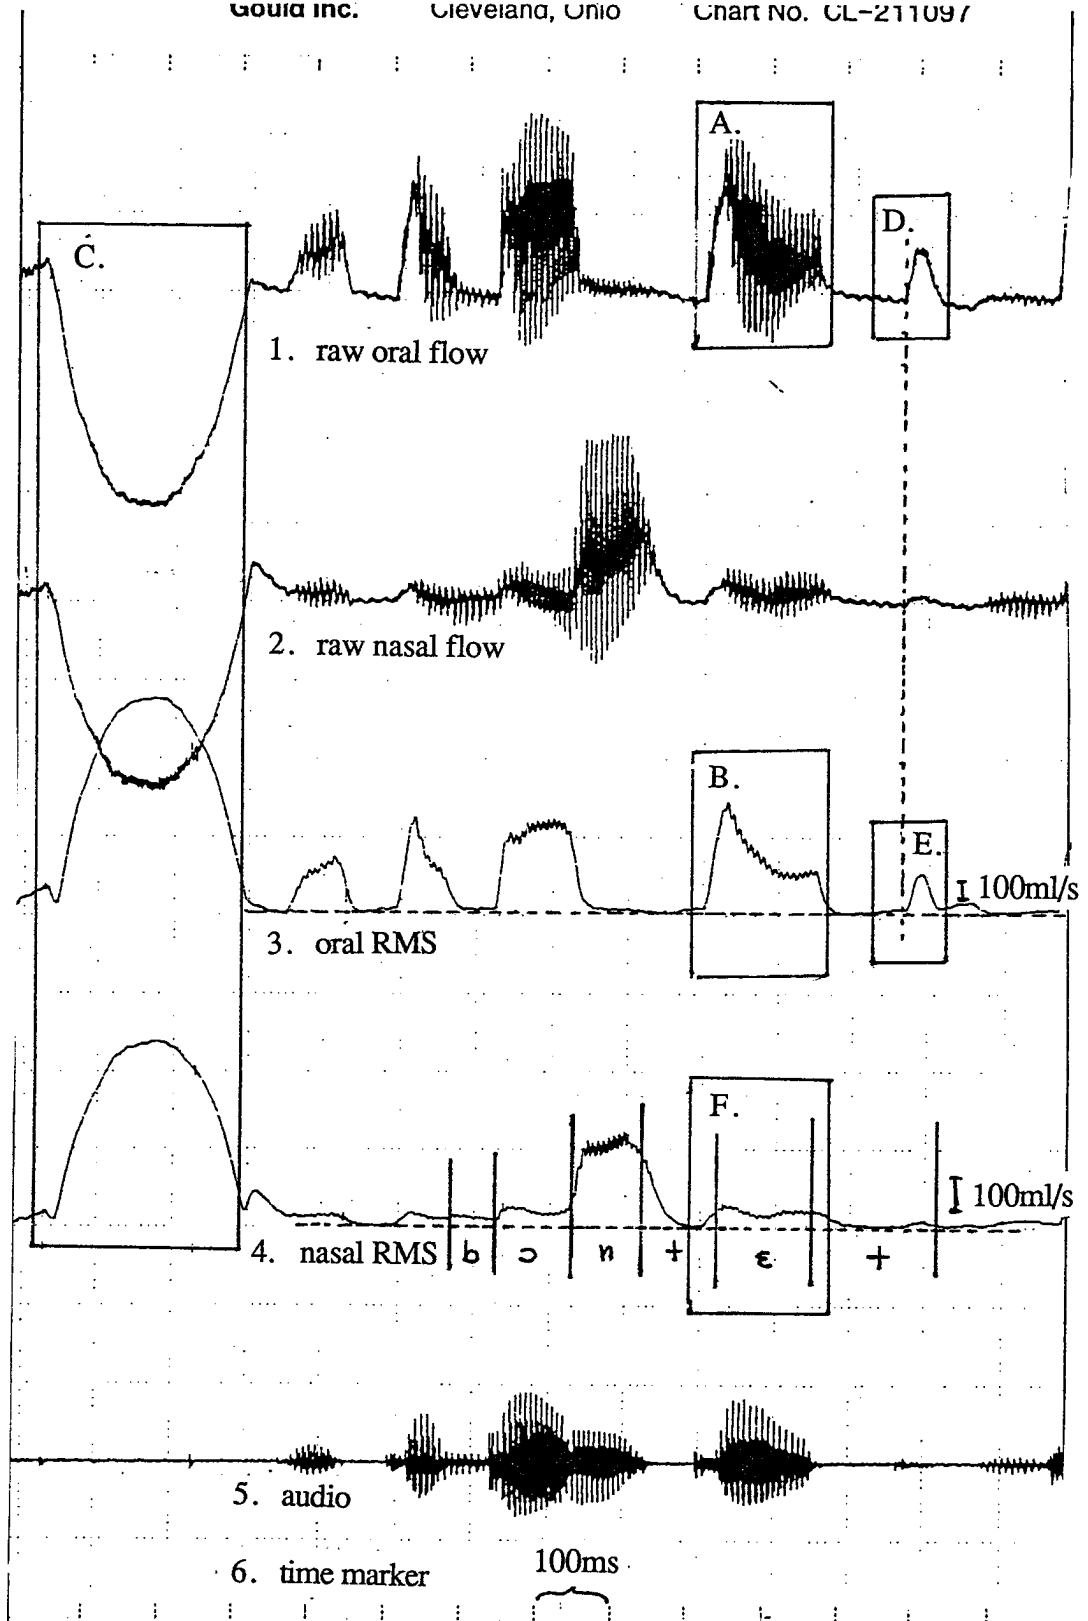 Gould Inc. Cleveland, Ohio Chart No. CL-211097
A.
D.
C.
1. raw oral flow
2. raw nasal flow
B.
E.
100ml/s
3. oral RMS
F.
100ml/s
4. nasal RMS b ɔ n t ɛ t
5. audio
100ms
6. time marker